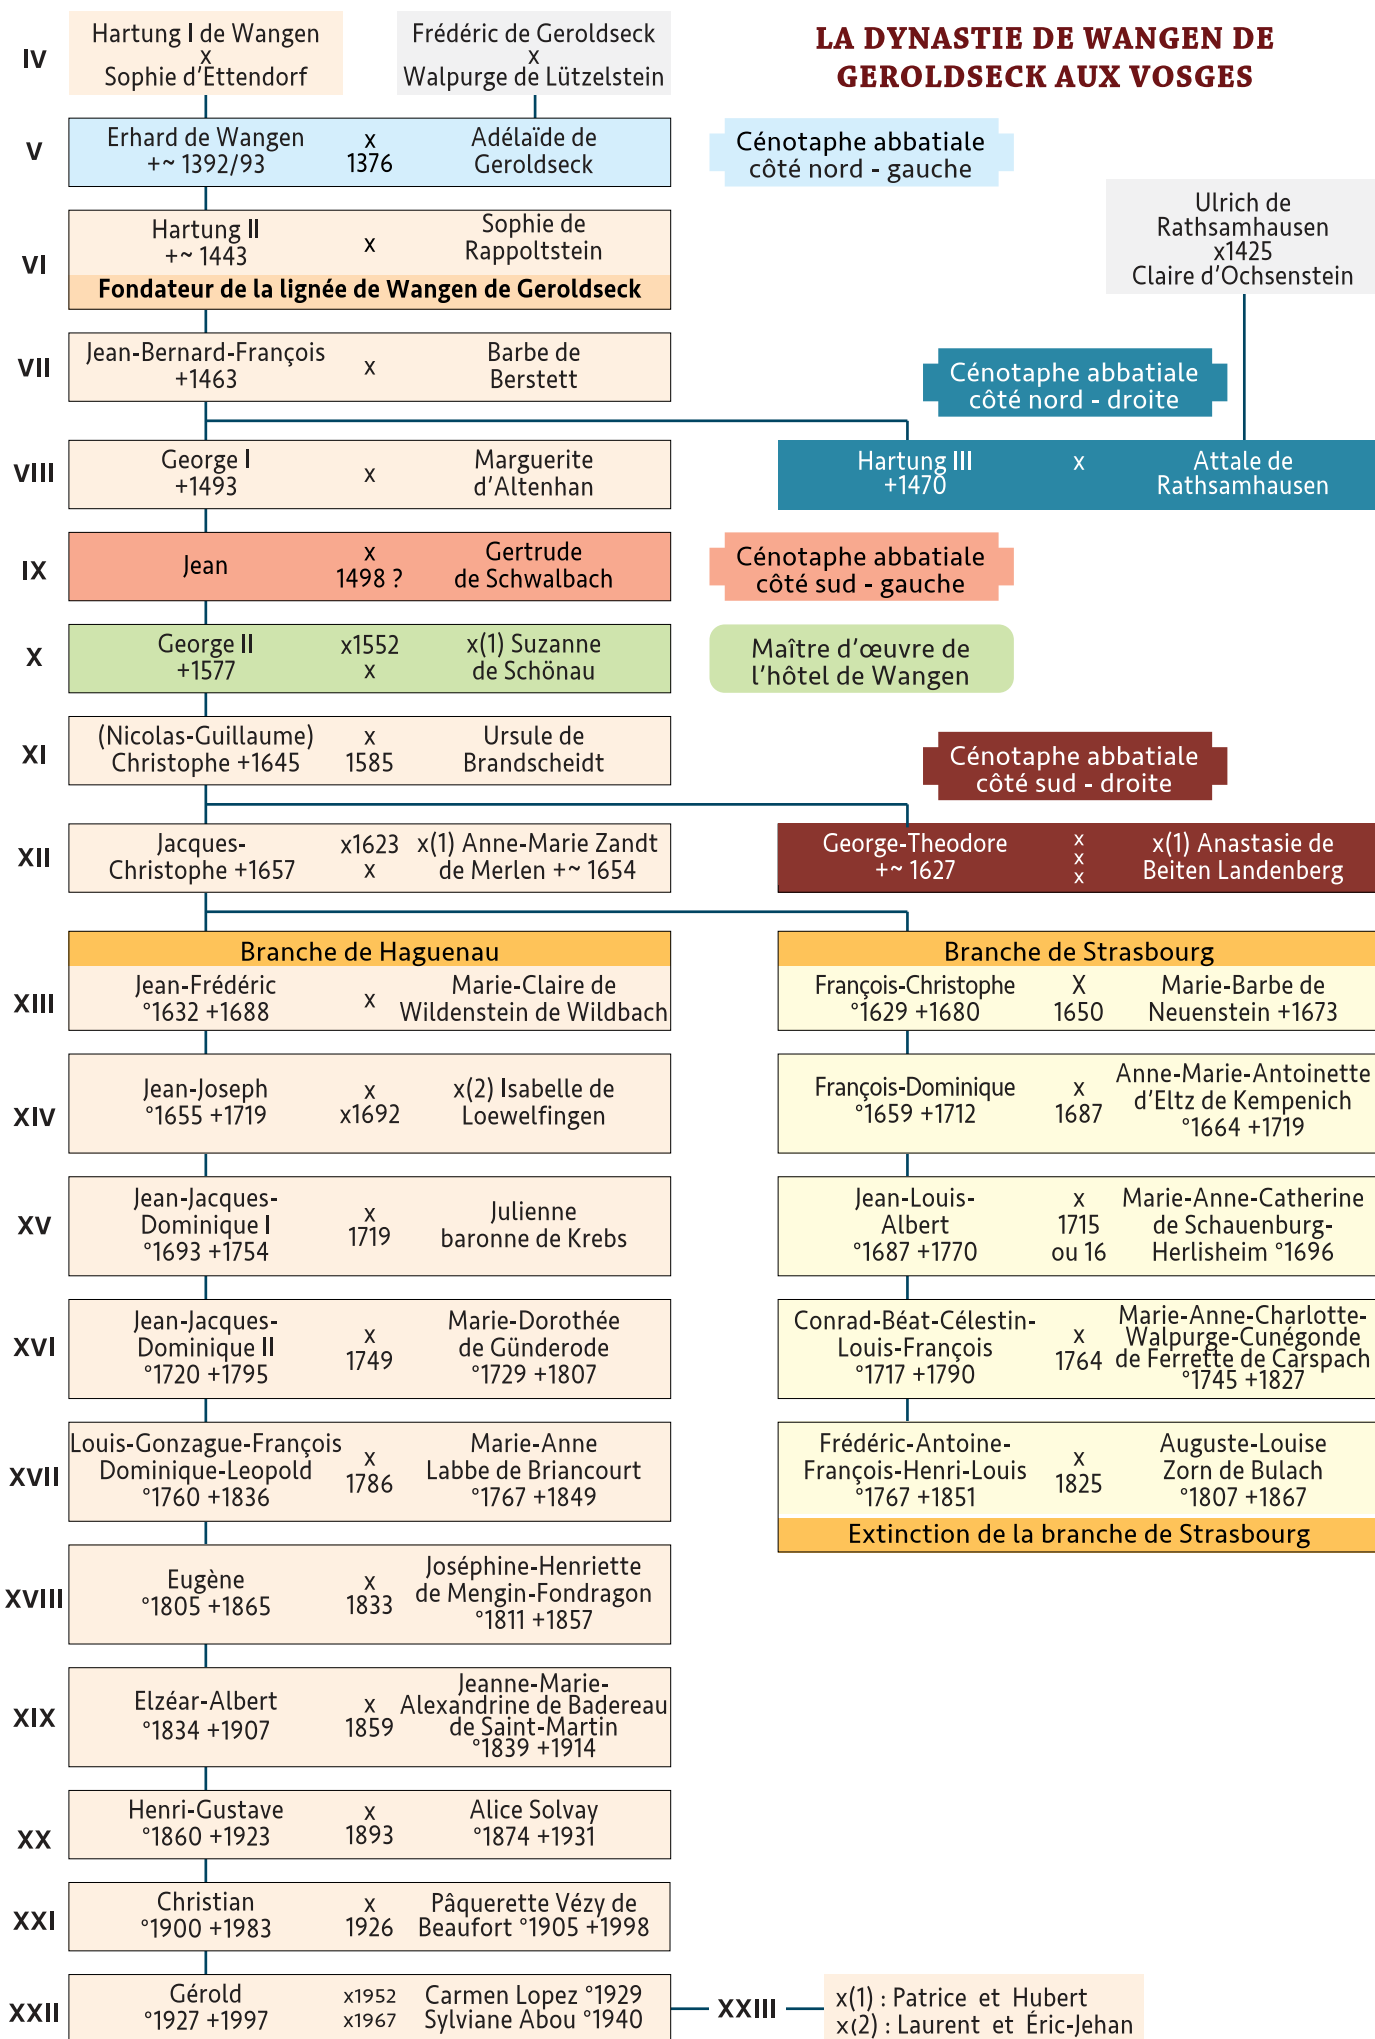 LA DYNASTIE DE WANGEN DE
GEROLDSECK AUX VOSGES
IV
Hartung I de Wangen
x
Sophie d'Ettendorf
Frédéric de Geroldseck
x
Walpurge de Lützelstein
V
Erhard de Wangen
+~ 1392/93
x
1376
Adélaïde de
Geroldseck
Cénotaphe abbatiale
côté nord - gauche
Ulrich de
Rathsamhausen
x1425
Claire d'Ochsenstein
VI
Hartung II
+~ 1443
x
Sophie de
Rappoltstein
Fondateur de la lignée de Wangen de Geroldseck
VII
Jean-Bernard-François
+1463
x
Barbe de
Berstett
Cénotaphe abbatiale
côté nord - droite
VIII
George I
+1493
x
Marguerite
d'Altenhan
Hartung III
+1470
x
Attale de
Rathsamhausen
IX
Jean
x
1498 ?
Gertrude
de Schwalbach
Cénotaphe abbatiale
côté sud - gauche
X
George II
+1577
x1552
x
x(1) Suzanne
de Schönau
Maître d'œuvre de
l'hôtel de Wangen
XI
(Nicolas-Guillaume)
Christophe +1645
x
1585
Ursule de
Brandscheidt
Cénotaphe abbatiale
côté sud - droite
XII
Jacques-
Christophe +1657
x1623
x
x(1) Anne-Marie Zandt
de Merlen +~ 1654
George-Theodore
+~ 1627
x
x
x
x(1) Anastasie de
Beiten Landenberg
Branche de Haguenau
Branche de Strasbourg
XIII
Jean-Frédéric
°1632 +1688
x
Marie-Claire de
Wildenstein de Wildbach
François-Christophe
°1629 +1680
X
1650
Marie-Barbe de
Neuenstein +1673
XIV
Jean-Joseph
°1655 +1719
x
x1692
x(2) Isabelle de
Loewelfingen
François-Dominique
°1659 +1712
x
1687
Anne-Marie-Antoinette
d'Eltz de Kempenich
°1664 +1719
XV
Jean-Jacques-
Dominique I
°1693 +1754
x
1719
Julienne
baronne de Krebs
Jean-Louis-
Albert
°1687 +1770
x
1715
ou 16
Marie-Anne-Catherine
de Schauenburg-
Herlisheim °1696
XVI
Jean-Jacques-
Dominique II
°1720 +1795
x
1749
Marie-Dorothée
de Günderode
°1729 +1807
Conrad-Béat-Célestin-
Louis-François
°1717 +1790
x
1764
Marie-Anne-Charlotte-
Walpurge-Cunégonde
de Ferrette de Carspach
°1745 +1827
XVII
Louis-Gonzague-François
Dominique-Leopold
°1760 +1836
x
1786
Marie-Anne
Labbe de Briancourt
°1767 +1849
Frédéric-Antoine-
François-Henri-Louis
°1767 +1851
x
1825
Auguste-Louise
Zorn de Bulach
°1807 +1867
Extinction de la branche de Strasbourg
XVIII
Eugène
°1805 +1865
x
1833
Joséphine-Henriette
de Mengin-Fondragon
°1811 +1857
XIX
Elzéar-Albert
°1834 +1907
x
1859
Jeanne-Marie-
Alexandrine de Badereau
de Saint-Martin
°1839 +1914
XX
Henri-Gustave
°1860 +1923
x
1893
Alice Solvay
°1874 +1931
XXI
Christian
°1900 +1983
x
1926
Pâquerette Vézy de
Beaufort °1905 +1998
XXII
Gérold
°1927 +1997
x1952
x1967
Carmen Lopez °1929
Sylviane Abou °1940
XXIII
x(1) : Patrice et Hubert
x(2) : Laurent et Éric-Jehan